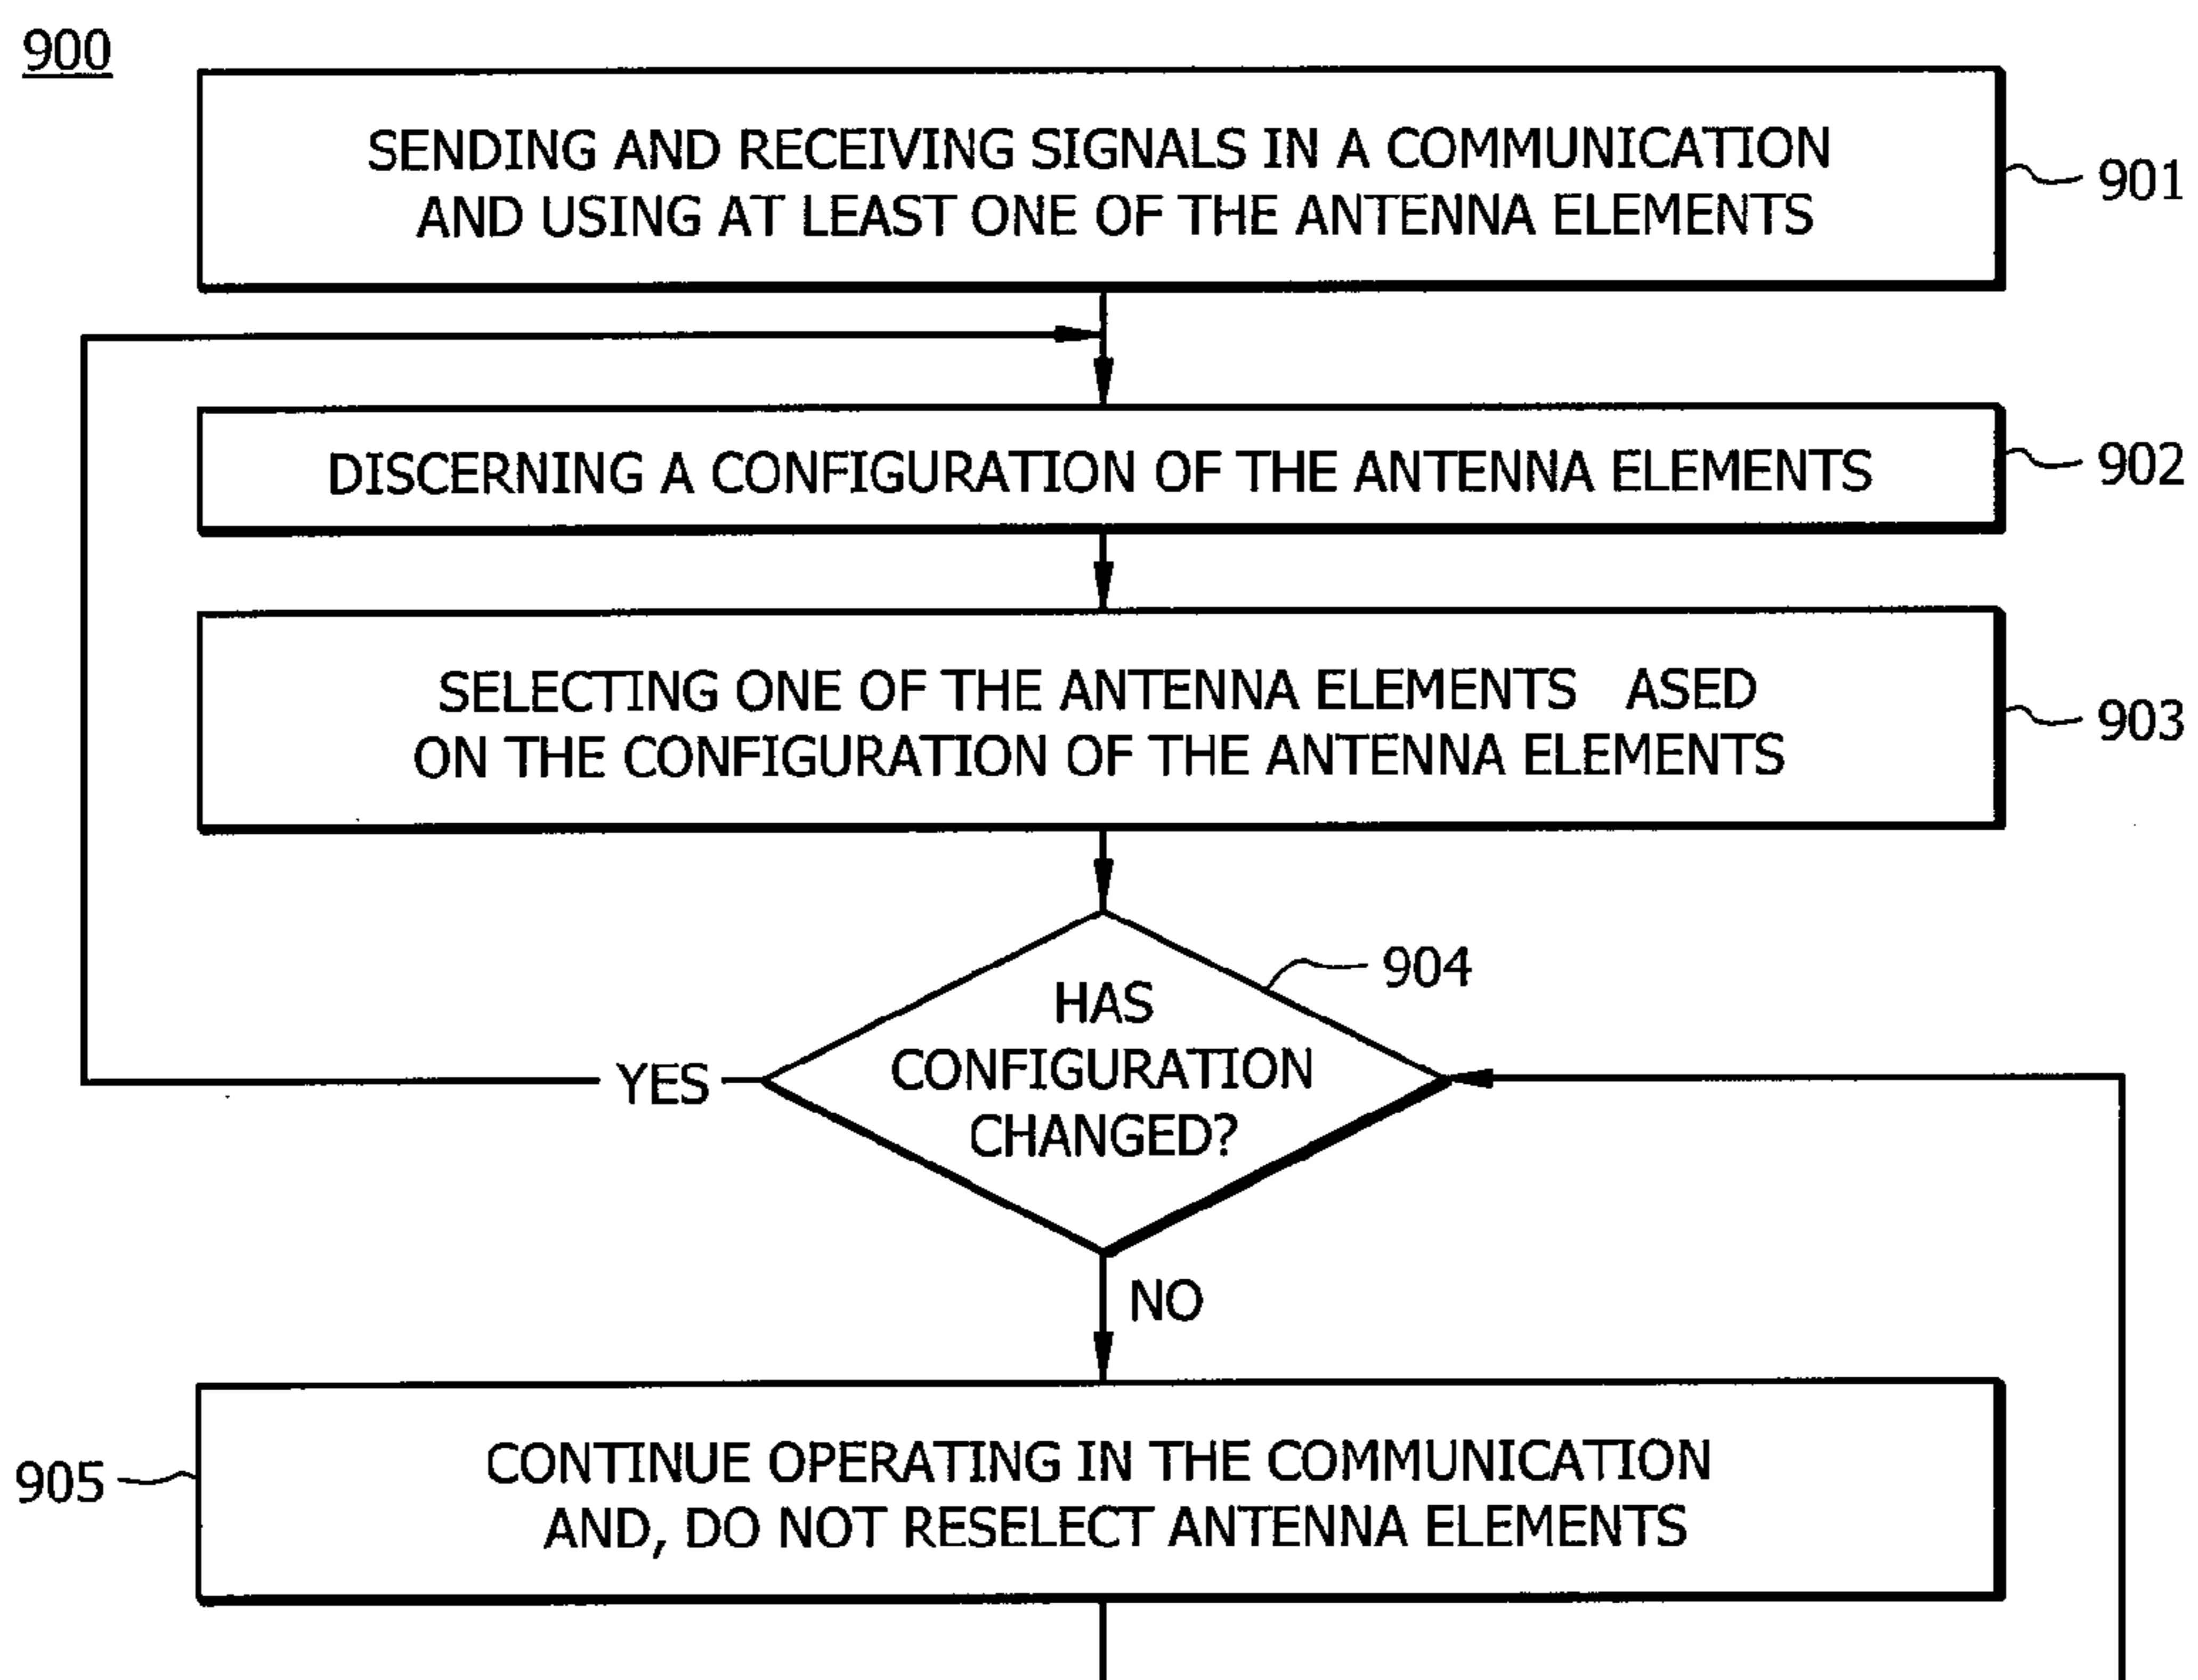 900
SENDING AND RECEIVING SIGNALS IN A COMMUNICATION
AND USING AT LEAST ONE OF THE ANTENNA ELEMENTS
901
DISCERNING A CONFIGURATION OF THE ANTENNA ELEMENTS
902
SELECTING ONE OF THE ANTENNA ELEMENTS ASED
ON THE CONFIGURATION OF THE ANTENNA ELEMENTS
903
HAS
CONFIGURATION
CHANGED?
904
YES
NO
CONTINUE OPERATING IN THE COMMUNICATION
AND, DO NOT RESELECT ANTENNA ELEMENTS
905